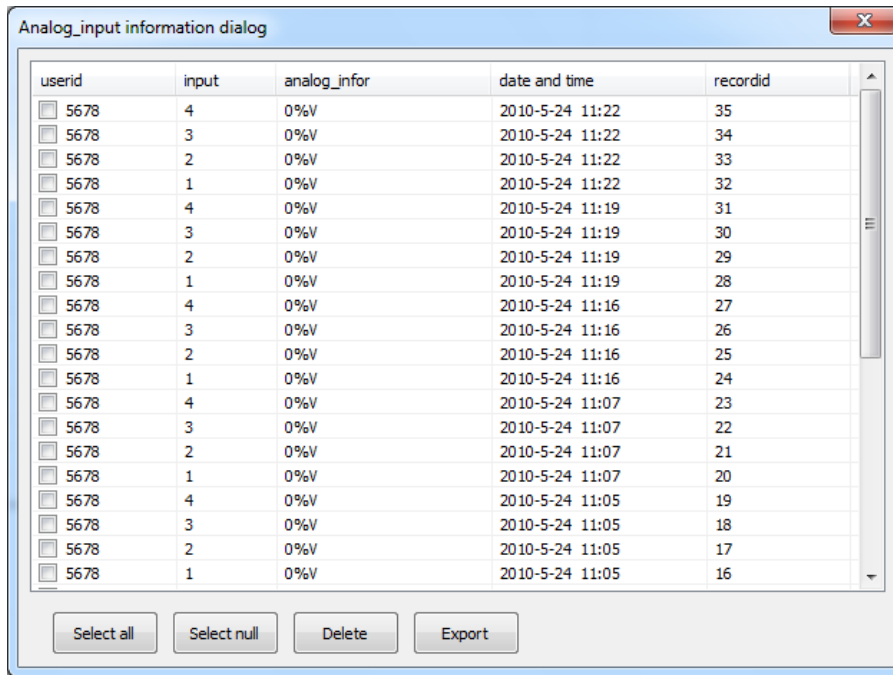 Analog_input information dialog
userid input analog_infor date and time recordid
5678 4 0%V 2010-5-24 11:22 35
5678 3 0%V 2010-5-24 11:22 34
5678 2 0%V 2010-5-24 11:22 33
5678 1 0%V 2010-5-24 11:22 32
5678 4 0%V 2010-5-24 11:19 31
5678 3 0%V 2010-5-24 11:19 30
5678 2 0%V 2010-5-24 11:19 29
5678 1 0%V 2010-5-24 11:19 28
5678 4 0%V 2010-5-24 11:16 27
5678 3 0%V 2010-5-24 11:16 26
5678 2 0%V 2010-5-24 11:16 25
5678 1 0%V 2010-5-24 11:16 24
5678 4 0%V 2010-5-24 11:07 23
5678 3 0%V 2010-5-24 11:07 22
5678 2 0%V 2010-5-24 11:07 21
5678 1 0%V 2010-5-24 11:07 20
5678 4 0%V 2010-5-24 11:05 19
5678 3 0%V 2010-5-24 11:05 18
5678 2 0%V 2010-5-24 11:05 17
5678 1 0%V 2010-5-24 11:05 16
Select all Select null Delete Export